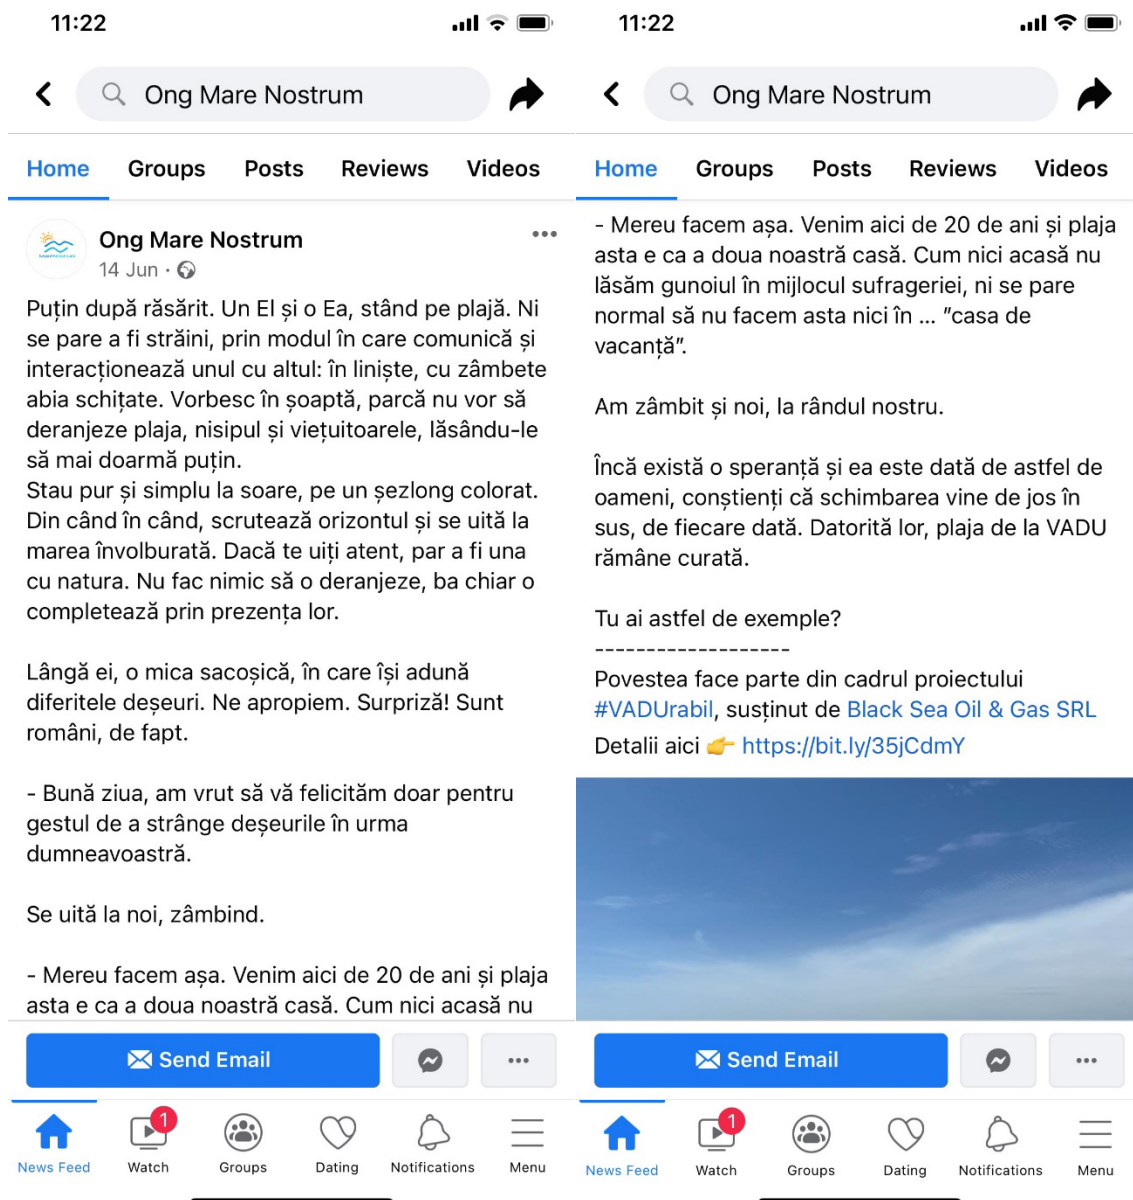 11:22
Ong Mare Nostrum
Home Groups Posts Reviews Videos
Ong Mare Nostrum
14 Jun ·
Puțin după răsărit. Un El și o Ea, stând pe plajă. Ni
se pare a fi străini, prin modul în care comunică și
interacționează unul cu altul: în liniște, cu zâmbete
abia schițate. Vorbesc în șoaptă, parcă nu vor să
deranjeze plaja, nisipul și viețuitoarele, lăsându-le
să mai doarmă puțin.
Stau pur și simplu la soare, pe un șezlong colorat.
Din când în când, scrutează orizontul și se uită la
marea învolburată. Dacă te uiți atent, par a fi una
cu natura. Nu fac nimic să o deranjeze, ba chiar o
completează prin prezența lor.
Lângă ei, o mica sacoșică, în care își adună
diferitele deșeuri. Ne apropiem. Surpriză! Sunt
români, de fapt.
- Bună ziua, am vrut să vă felicităm doar pentru
gestul de a strânge deșeurile în urma
dumneavoastră.
Se uită la noi, zâmbind.
- Mereu facem așa. Venim aici de 20 de ani și plaja
asta e ca a doua noastră casă. Cum nici acasă nu
Send Email
1
News Feed Watch Groups Dating Notifications Menu
11:22
Ong Mare Nostrum
Home Groups Posts Reviews Videos
- Mereu facem așa. Venim aici de 20 de ani și plaja
asta e ca a doua noastră casă. Cum nici acasă nu
lăsăm gunoiul în mijlocul sufrageriei, ni se pare
normal să nu facem asta nici în ... ”casa de
vacanță”.
Am zâmbit și noi, la rândul nostru.
Încă există o speranță și ea este dată de astfel de
oameni, conștienți că schimbarea vine de jos în
sus, de fiecare dată. Datorită lor, plaja de la VADU
rămâne curată.
Tu ai astfel de exemple?
-------------------
Povestea face parte din cadrul proiectului
#VADUrabil, susținut de Black Sea Oil & Gas SRL
Detalii aici 👉 https://bit.ly/35jCdmY
Send Email
1
News Feed Watch Groups Dating Notifications Menu